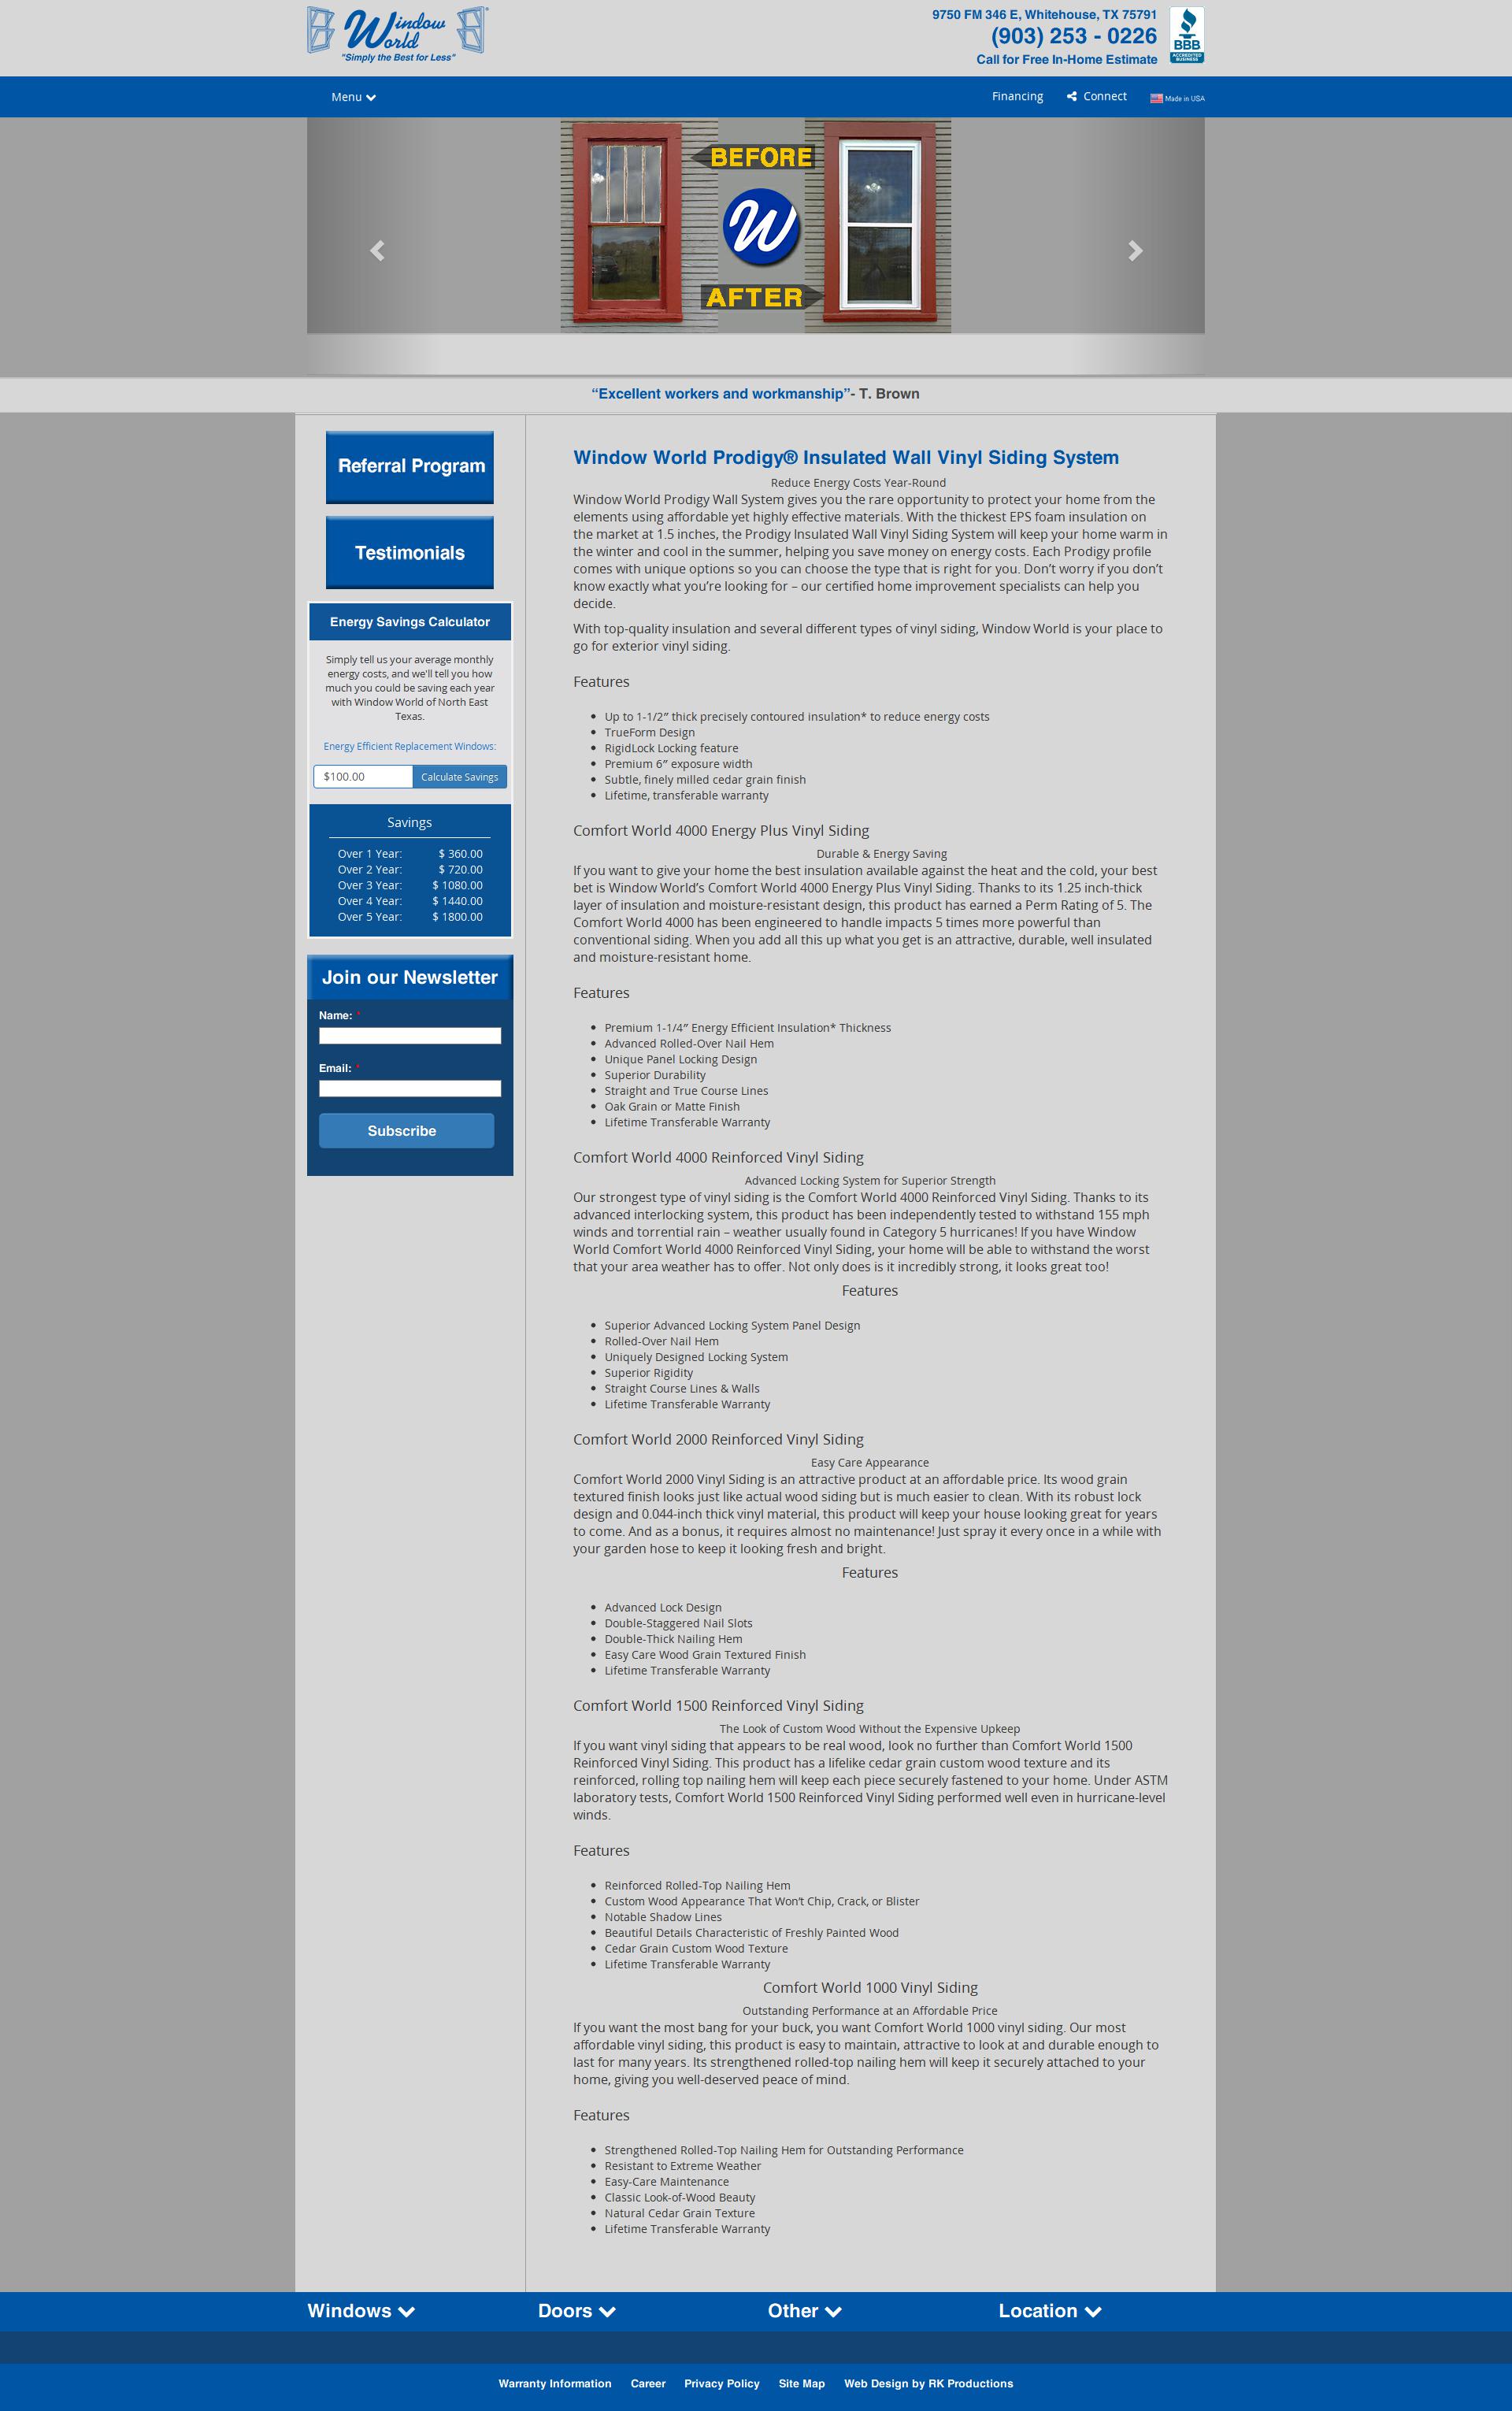 Window World®
"Simply the Best for Less"
9750 FM 346 E, Whitehouse, TX 75791
(903) 253 - 0226
Call for Free In-Home Estimate
BBB
ACCREDITED
BUSINESS
Menu
Financing
Connect
Made in USA
BEFORE
W
AFTER
“Excellent workers and workmanship”- T. Brown
Referral Program
Testimonials
Energy Savings Calculator
Simply tell us your average monthly
energy costs, and we'll tell you how
much you could be saving each year
with Window World of North East
Texas.
Energy Efficient Replacement Windows:
$100.00 Calculate Savings
Savings
Over 1 Year: $ 360.00
Over 2 Year: $ 720.00
Over 3 Year: $ 1080.00
Over 4 Year: $ 1440.00
Over 5 Year: $ 1800.00
Join our Newsletter
Name: *
Email: *
Subscribe
Window World Prodigy® Insulated Wall Vinyl Siding System
Reduce Energy Costs Year-Round
Window World Prodigy Wall System gives you the rare opportunity to protect your home from the
elements using affordable yet highly effective materials. With the thickest EPS foam insulation on
the market at 1.5 inches, the Prodigy Insulated Wall Vinyl Siding System will keep your home warm in
the winter and cool in the summer, helping you save money on energy costs. Each Prodigy profile
comes with unique options so you can choose the type that is right for you. Don’t worry if you don’t
know exactly what you’re looking for – our certified home improvement specialists can help you
decide.
With top-quality insulation and several different types of vinyl siding, Window World is your place to
go for exterior vinyl siding.
Features
• Up to 1-1/2″ thick precisely contoured insulation* to reduce energy costs
• TrueForm Design
• RigidLock Locking feature
• Premium 6″ exposure width
• Subtle, finely milled cedar grain finish
• Lifetime, transferable warranty
Comfort World 4000 Energy Plus Vinyl Siding
Durable & Energy Saving
If you want to give your home the best insulation available against the heat and the cold, your best
bet is Window World’s Comfort World 4000 Energy Plus Vinyl Siding. Thanks to its 1.25 inch-thick
layer of insulation and moisture-resistant design, this product has earned a Perm Rating of 5. The
Comfort World 4000 has been engineered to handle impacts 5 times more powerful than
conventional siding. When you add all this up what you get is an attractive, durable, well insulated
and moisture-resistant home.
Features
• Premium 1-1/4″ Energy Efficient Insulation* Thickness
• Advanced Rolled-Over Nail Hem
• Unique Panel Locking Design
• Superior Durability
• Straight and True Course Lines
• Oak Grain or Matte Finish
• Lifetime Transferable Warranty
Comfort World 4000 Reinforced Vinyl Siding
Advanced Locking System for Superior Strength
Our strongest type of vinyl siding is the Comfort World 4000 Reinforced Vinyl Siding. Thanks to its
advanced interlocking system, this product has been independently tested to withstand 155 mph
winds and torrential rain – weather usually found in Category 5 hurricanes! If you have Window
World Comfort World 4000 Reinforced Vinyl Siding, your home will be able to withstand the worst
that your area weather has to offer. Not only does is it incredibly strong, it looks great too!
Features
• Superior Advanced Locking System Panel Design
• Rolled-Over Nail Hem
• Uniquely Designed Locking System
• Superior Rigidity
• Straight Course Lines & Walls
• Lifetime Transferable Warranty
Comfort World 2000 Reinforced Vinyl Siding
Easy Care Appearance
Comfort World 2000 Vinyl Siding is an attractive product at an affordable price. Its wood grain
textured finish looks just like actual wood siding but is much easier to clean. With its robust lock
design and 0.044-inch thick vinyl material, this product will keep your house looking great for years
to come. And as a bonus, it requires almost no maintenance! Just spray it every once in a while with
your garden hose to keep it looking fresh and bright.
Features
• Advanced Lock Design
• Double-Staggered Nail Slots
• Double-Thick Nailing Hem
• Easy Care Wood Grain Textured Finish
• Lifetime Transferable Warranty
Comfort World 1500 Reinforced Vinyl Siding
The Look of Custom Wood Without the Expensive Upkeep
If you want vinyl siding that appears to be real wood, look no further than Comfort World 1500
Reinforced Vinyl Siding. This product has a lifelike cedar grain custom wood texture and its
reinforced, rolling top nailing hem will keep each piece securely fastened to your home. Under ASTM
laboratory tests, Comfort World 1500 Reinforced Vinyl Siding performed well even in hurricane-level
winds.
Features
• Reinforced Rolled-Top Nailing Hem
• Custom Wood Appearance That Won’t Chip, Crack, or Blister
• Notable Shadow Lines
• Beautiful Details Characteristic of Freshly Painted Wood
• Cedar Grain Custom Wood Texture
• Lifetime Transferable Warranty
Comfort World 1000 Vinyl Siding
Outstanding Performance at an Affordable Price
If you want the most bang for your buck, you want Comfort World 1000 vinyl siding. Our most
affordable vinyl siding, this product is easy to maintain, attractive to look at and durable enough to
last for many years. Its strengthened rolled-top nailing hem will keep it securely attached to your
home, giving you well-deserved peace of mind.
Features
• Strengthened Rolled-Top Nailing Hem for Outstanding Performance
• Resistant to Extreme Weather
• Easy-Care Maintenance
• Classic Look-of-Wood Beauty
• Natural Cedar Grain Texture
• Lifetime Transferable Warranty
Windows Doors Other Location
Warranty Information Career Privacy Policy Site Map Web Design by RK Productions